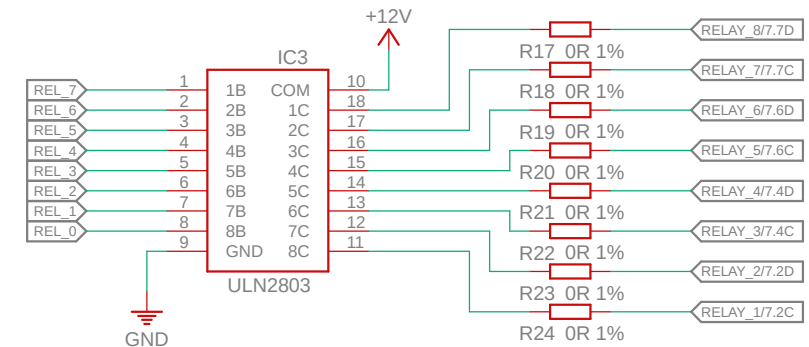 +12V
RELAY_8/7.7D
R17 0R 1%
IC3
RELAY_7/7.7C
REL_7 1 1B COM 10
R18 0R 1%
REL_6 2 2B 1C 18
RELAY_6/7.6D
REL_5 3 3B 2C 17
R19 0R 1%
REL_4 4 4B 3C 16
RELAY_5/7.6C
REL_3 5 5B 4C 15
R20 0R 1%
REL_2 6 6B 5C 14
RELAY_4/7.4D
REL_1 7 7B 6C 13
R21 0R 1%
REL_0 8 8B 7C 12
RELAY_3/7.4C
9 GND 8C 11
R22 0R 1%
RELAY_2/7.2D
ULN2803
R23 0R 1%
RELAY_1/7.2C
R24 0R 1%
GND